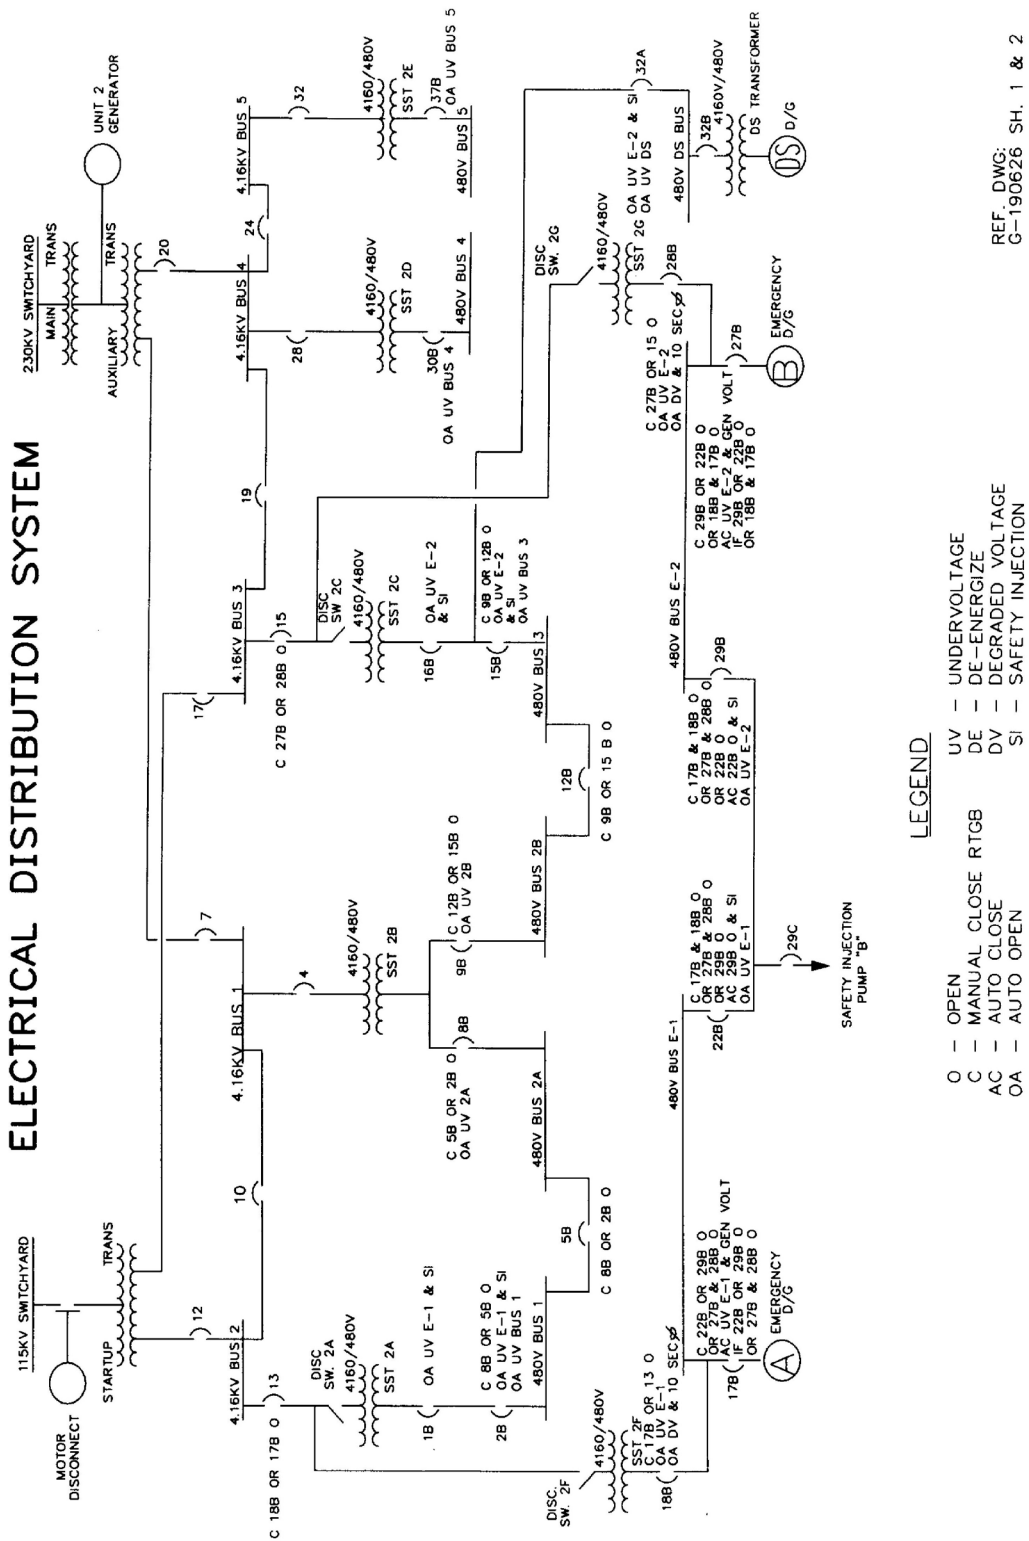 ELECTRICAL DISTRIBUTION SYSTEM
115KV SWITCHYARD
MOTOR
DISCONNECT
STARTUP
TRANS
230KV SWITCHYARD
MAIN
TRANS
UNIT 2
GENERATOR
AUXILIARY
TRANS
12
7
17
20
4.16KV BUS 2
10
4.16KV BUS 1
4.16KV BUS 3
19
4.16KV BUS 4
24
4.16KV BUS 5
C 18B OR 17B O
13
DISC
SW. 2A
4160/480V
SST 2A
1B
OA UV E-1 & SI
2B
C 8B OR 5B O
OA UV E-1 & SI
OA UV BUS 1
480V BUS 1
4
4160/480V
SST 2B
C 5B OR 2B O
OA UV 2A
8B
9B
C 12B OR 15B O
OA UV 2B
480V BUS 2A
480V BUS 2B
5B
C 8B OR 2B O
12B
C 9B OR 15 B O
C 27B OR 28B O
15
DISC
SW 2C
4160/480V
SST 2C
16B
OA UV E-2
& SI
15B
C 9B OR 12B O
OA UV E-2
& SI
OA UV BUS 3
480V BUS 3
28
4160/480V
SST 2D
30B
OA UV BUS 4
480V BUS 4
32
4160/480V
SST 2E
37B
OA UV BUS 5
480V BUS 5
DISC.
SW. 2F
4160/480V
SST 2F
18B
C 17B OR 13 O
OA UV E-1
OA DV & 10 SECø
480V BUS E-1
17B
C 22B OR 29B O
OR 27B & 28B O
AC UV E-1 & GEN VOLT
IF 22B OR 29B O
OR 27B & 28B O
A
EMERGENCY
D/G
22B
C 17B & 18B O
OR 27B & 28B O
OR 29B O
AC 29B O & SI
OA UV E-1
29C
SAFETY INJECTION
PUMP "B"
480V BUS E-2
29B
C 17B & 18B O
OR 27B & 28B O
OR 22B O
AC 22B O & SI
OA UV E-2
C 29B OR 22B O
OR 18B & 17B O
AC UV E-2 & GEN VOLT
IF 29B OR 22B O
OR 18B & 17B O
C 27B OR 15 O
OA UV E-2
OA DV & 10 SECø
27B
B
EMERGENCY
D/G
DISC
SW. 2G
4160/480V
SST 2G
28B
OA UV E-2 & SI
OA UV DS
32A
480V DS BUS
32B
4160V/480V
DS TRANSFORMER
DS
D/G
LEGEND
O - OPEN
C - MANUAL CLOSE RTGB
AC - AUTO CLOSE
OA - AUTO OPEN
UV - UNDERVOLTAGE
DE - DE-ENERGIZE
DV - DEGRADED VOLTAGE
SI - SAFETY INJECTION
REF. DWG:
G-190626 SH. 1 & 2